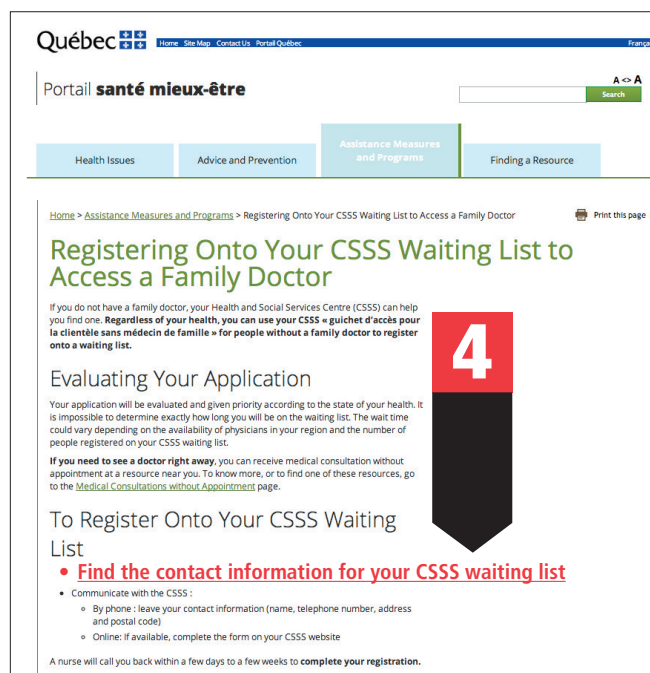 Québec
Home Site Map Contact Us Portail Québec
Portail santé mieux-être
A <> A
Search
Health Issues
Advice and Prevention
Assistance Measures
and Programs
Finding a Resource
Home > Assistance Measures and Programs > Registering Onto Your CSSS Waiting List to Access a Family Doctor
Print this page
Registering Onto Your CSSS Waiting List to
Access a Family Doctor
If you do not have a family doctor, your Health and Social Services Centre (CSSS) can help
you find one. Regardless of your health, you can use your CSSS « guichet d'accès pour
la clientèle sans médecin de famille » for people without a family doctor to register
onto a waiting list.
4
Evaluating Your Application
Your application will be evaluated and given priority according to the state of your health. It
is impossible to determine exactly how long you will be on the waiting list. The wait time
could vary depending on the availability of physicians in your region and the number of
people registered on your CSSS waiting list.
If you need to see a doctor right away, you can receive medical consultation without
appointment at a resource near you. To know more, or to find one of these resources, go
to the Medical Consultations without Appointment page.
To Register Onto Your CSSS Waiting
List
• Find the contact information for your CSSS waiting list
• Communicate with the CSSS :
By phone : leave your contact information (name, telephone number, address
and postal code)
Online: If available, complete the form on your CSSS website
A nurse will call you back within a few days to a few weeks to complete your registration.